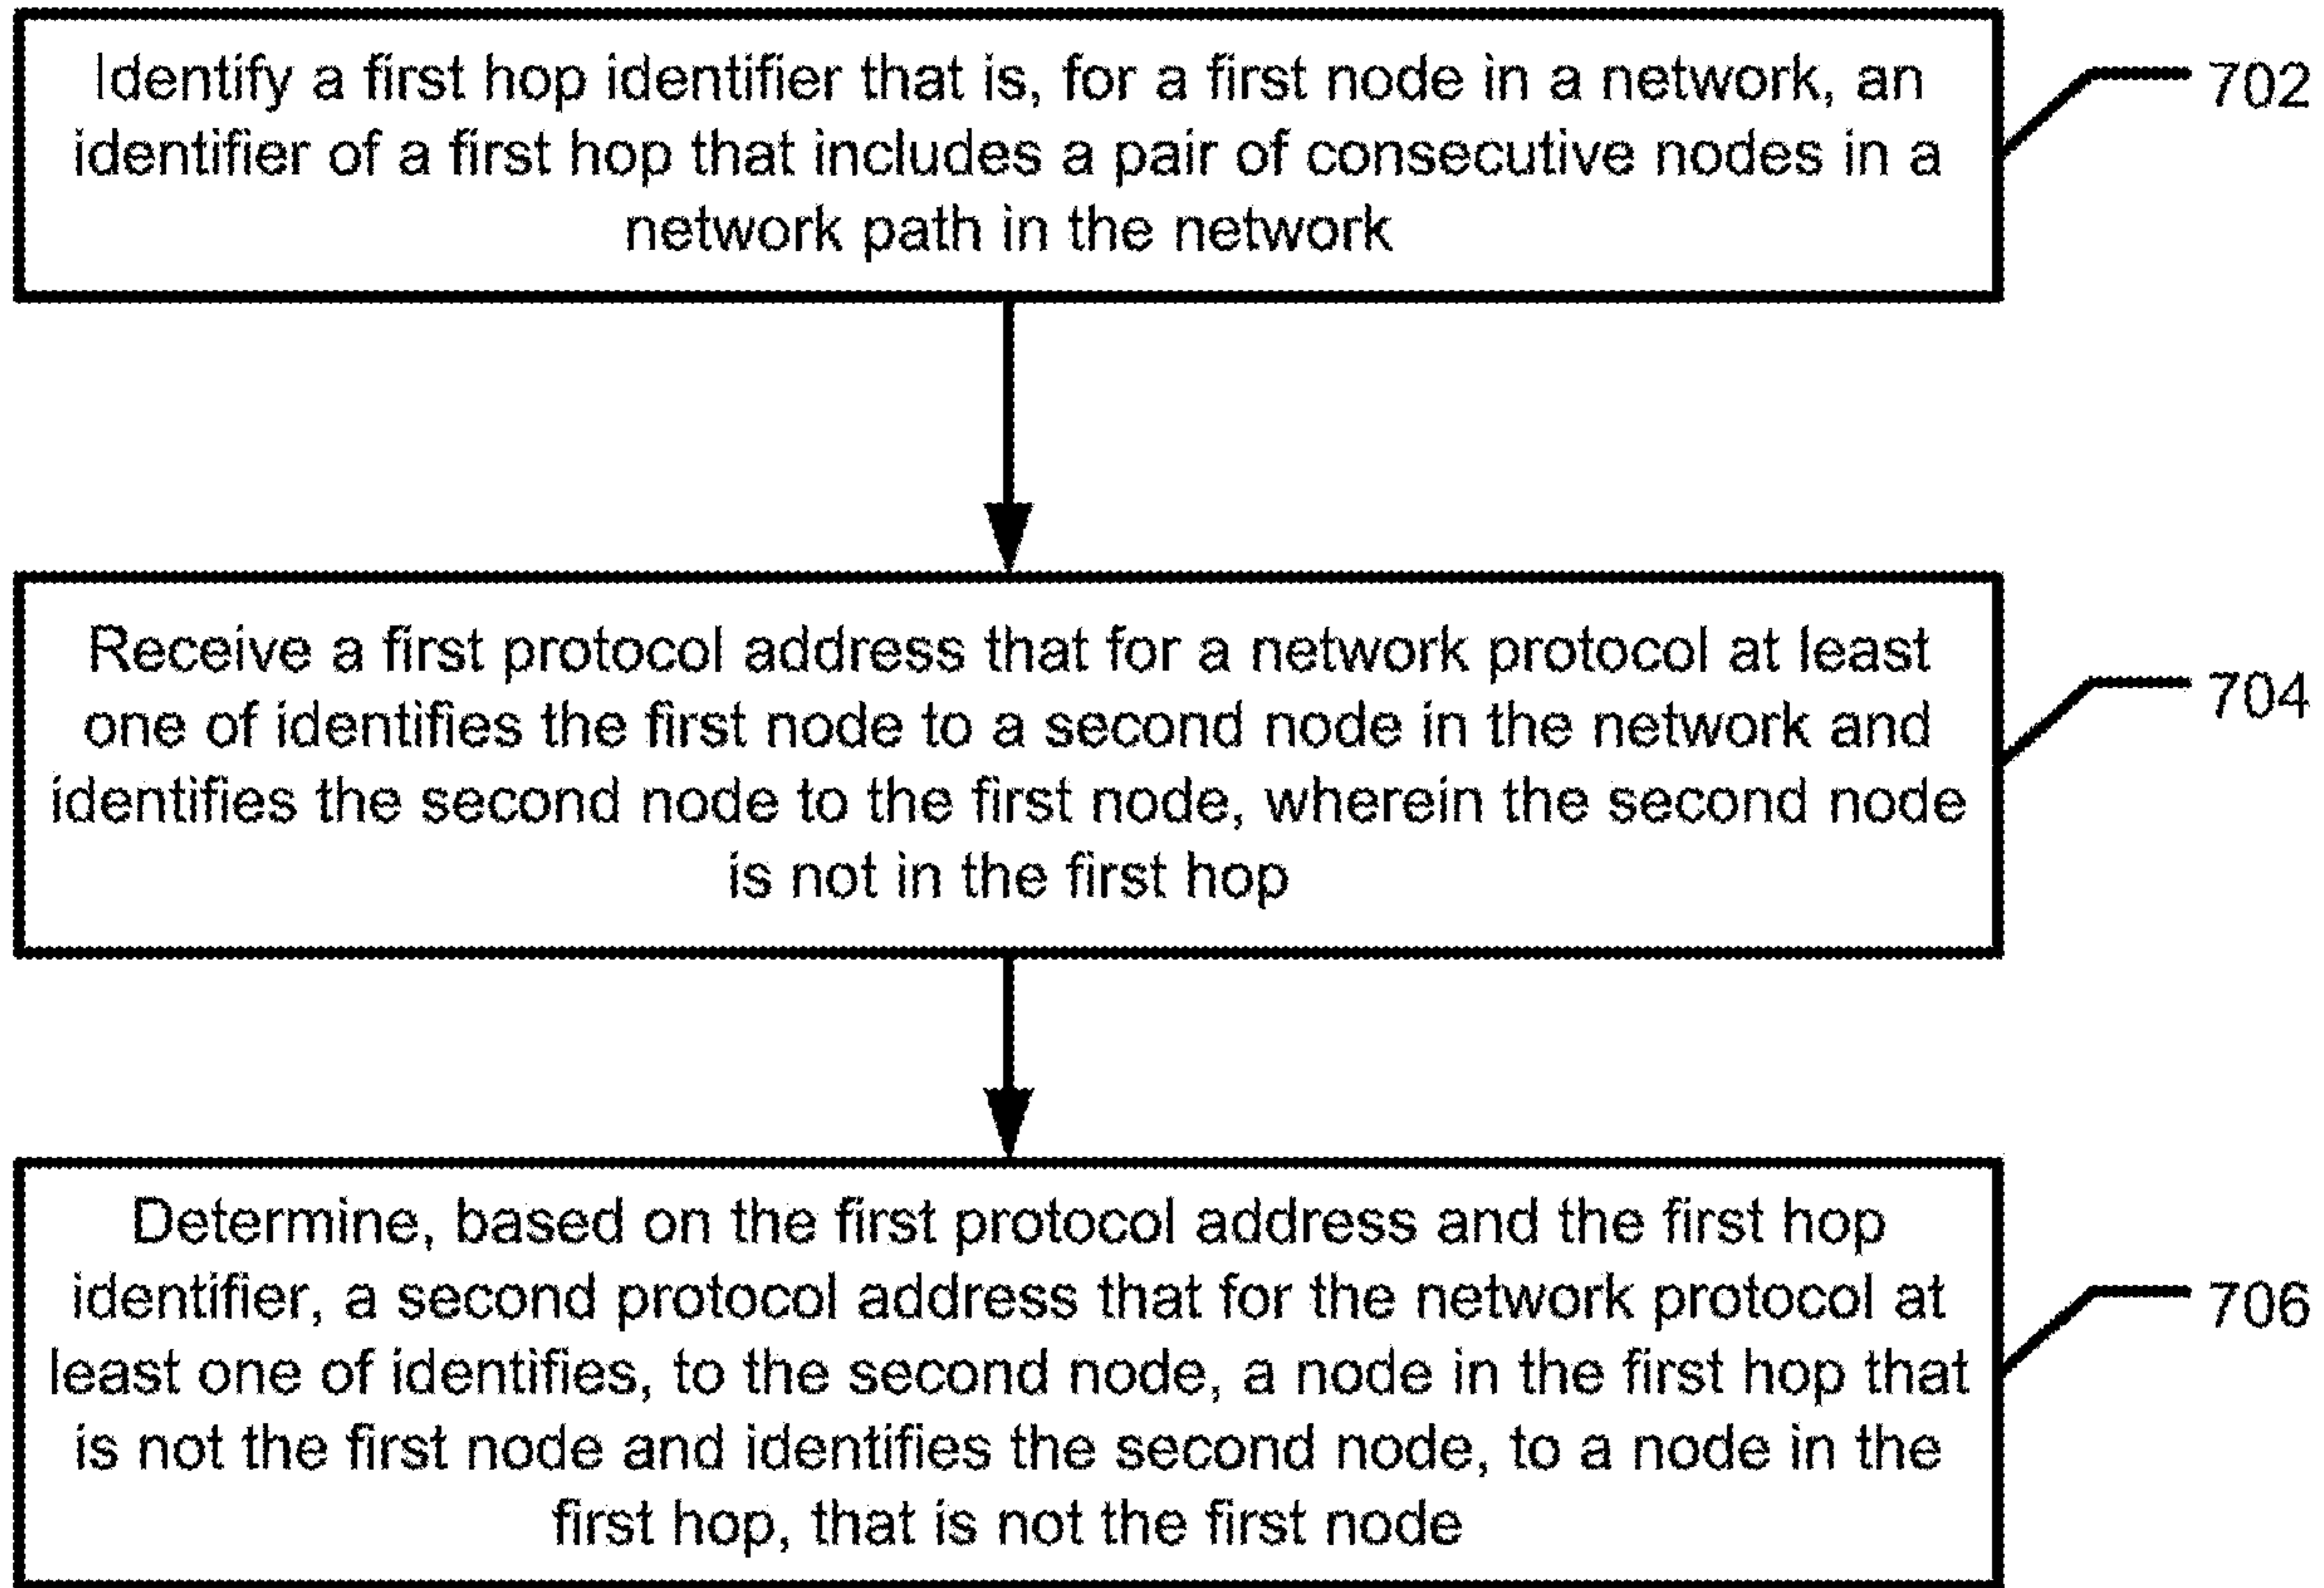 Identify a first hop identifier that is, for a first node in a network, an
identifier of a first hop that includes a pair of consecutive nodes in a
network path in the network
702
Receive a first protocol address that for a network protocol at least
one of identifies the first node to a second node in the network and
identifies the second node to the first node, wherein the second node
is not in the first hop
704
Determine, based on the first protocol address and the first hop
identifier, a second protocol address that for the network protocol at
least one of identifies, to the second node, a node in the first hop that
is not the first node and identifies the second node, to a node in the
first hop, that is not the first node
706